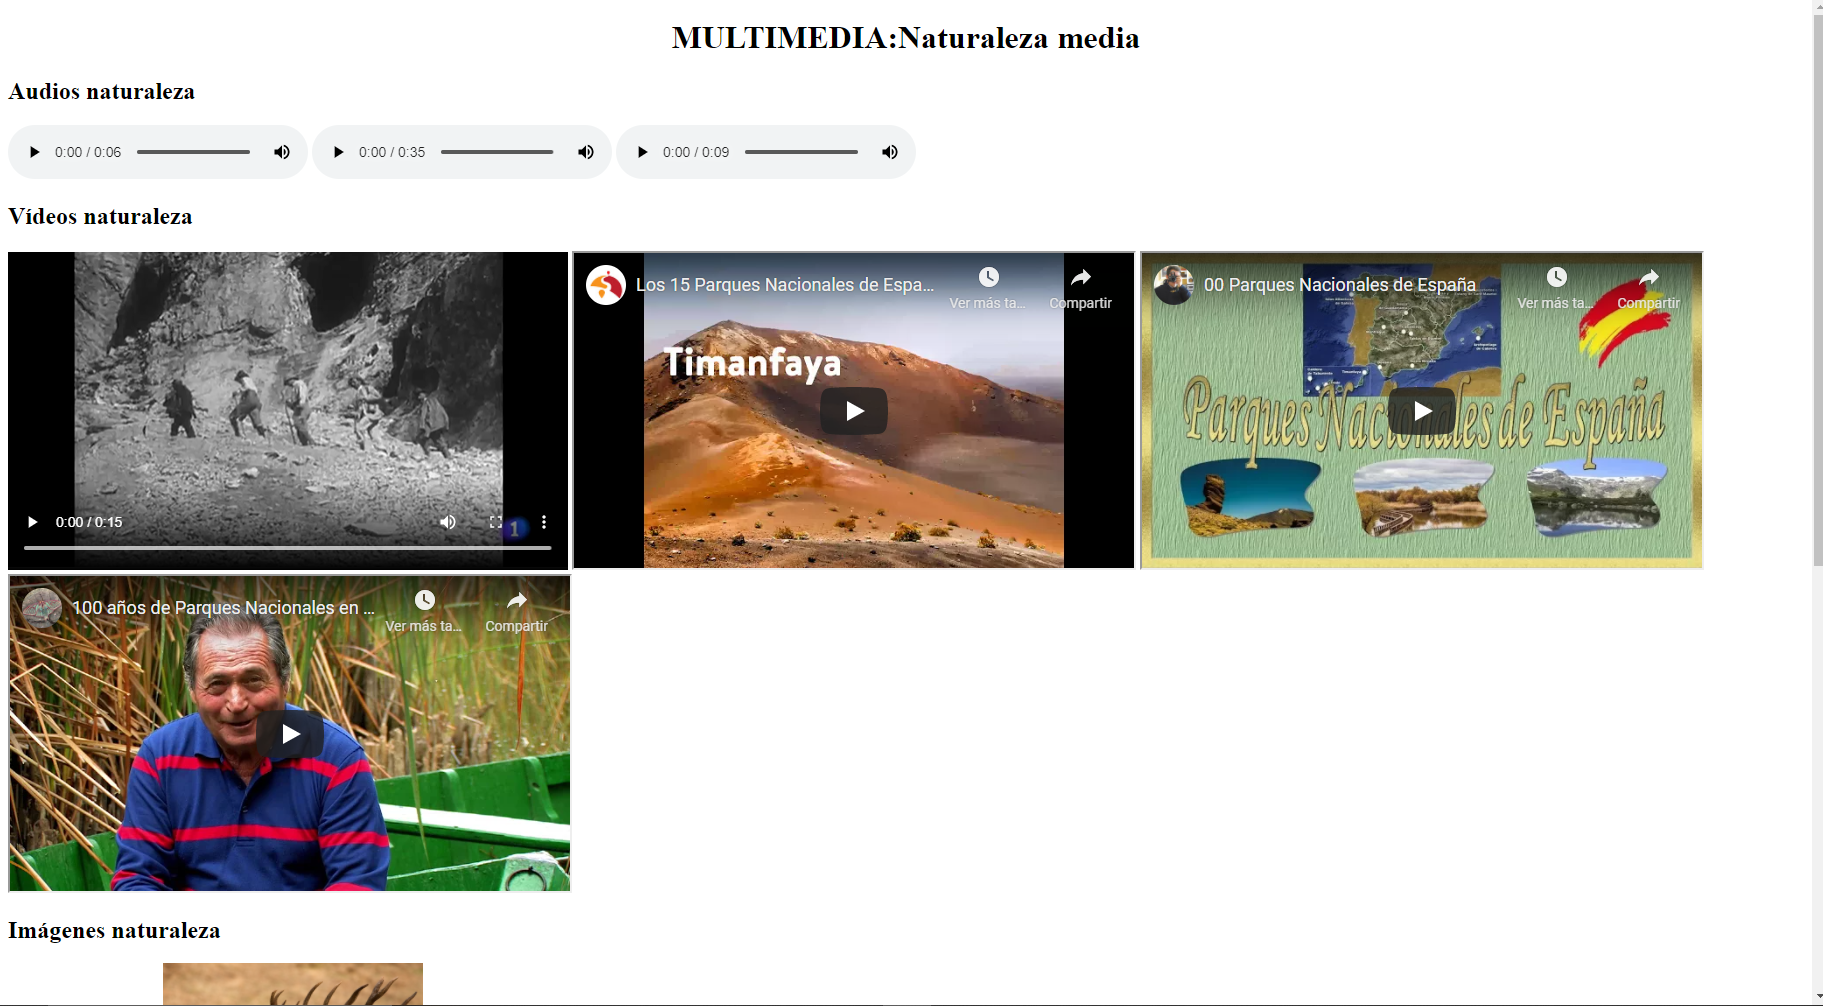 MULTIMEDIA:Naturaleza media
Audios naturaleza
0:00 / 0:06
0:00 / 0:35
0:00 / 0:09
Vídeos naturaleza
0:00 / 0:15
1
Los 15 Parques Nacionales de Espa...
Ver más ta...
Compartir
Timanfaya
00 Parques Nacionales de España
Ver más ta...
Compartir
Parques Nacionales de España
100 años de Parques Nacionales en ...
Ver más ta...
Compartir
Imágenes naturaleza